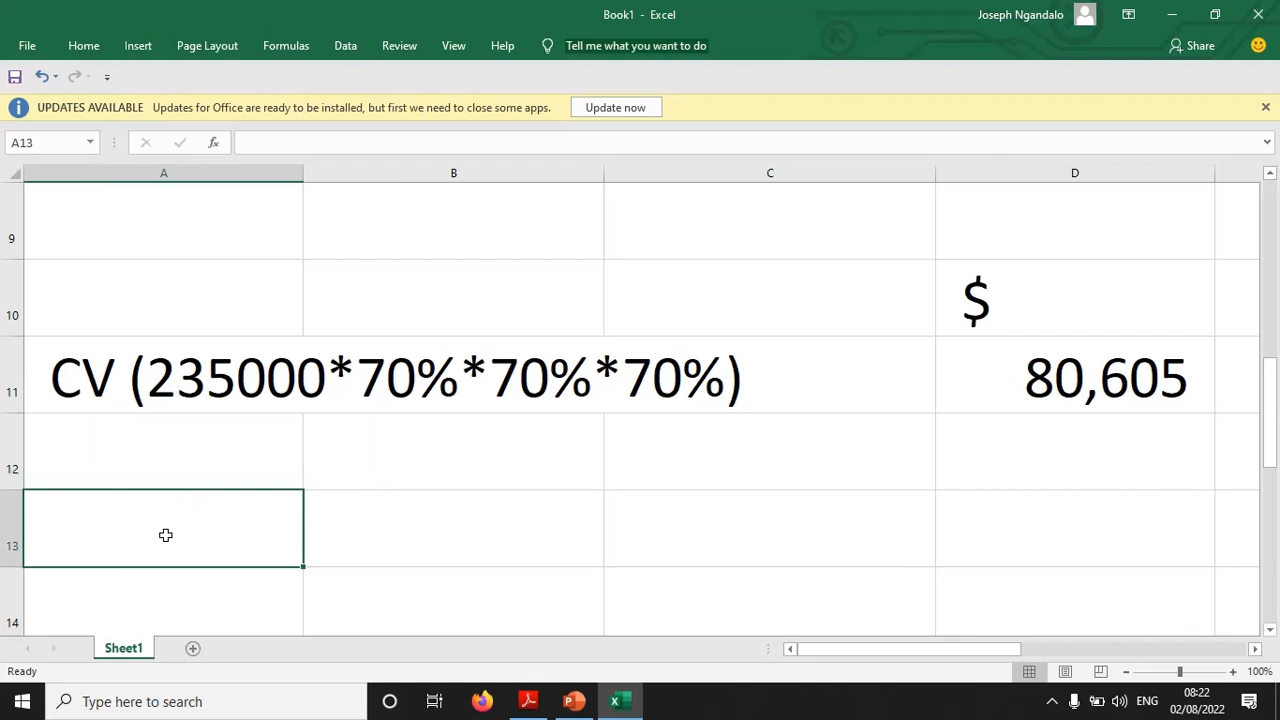 Book1 - Excel
Joseph Ngandalo
File Home Insert Page Layout Formulas Data Review View Help Tell me what you want to do Share
UPDATES AVAILABLE Updates for Office are ready to be installed, but first we need to close some apps. Update now
A13 fx
A B C D
9
10 $
11 CV (235000*70%*70%*70%) 80,605
12
13
14
Sheet1
Ready 100%
Type here to search ENG 08:22
02/08/2022